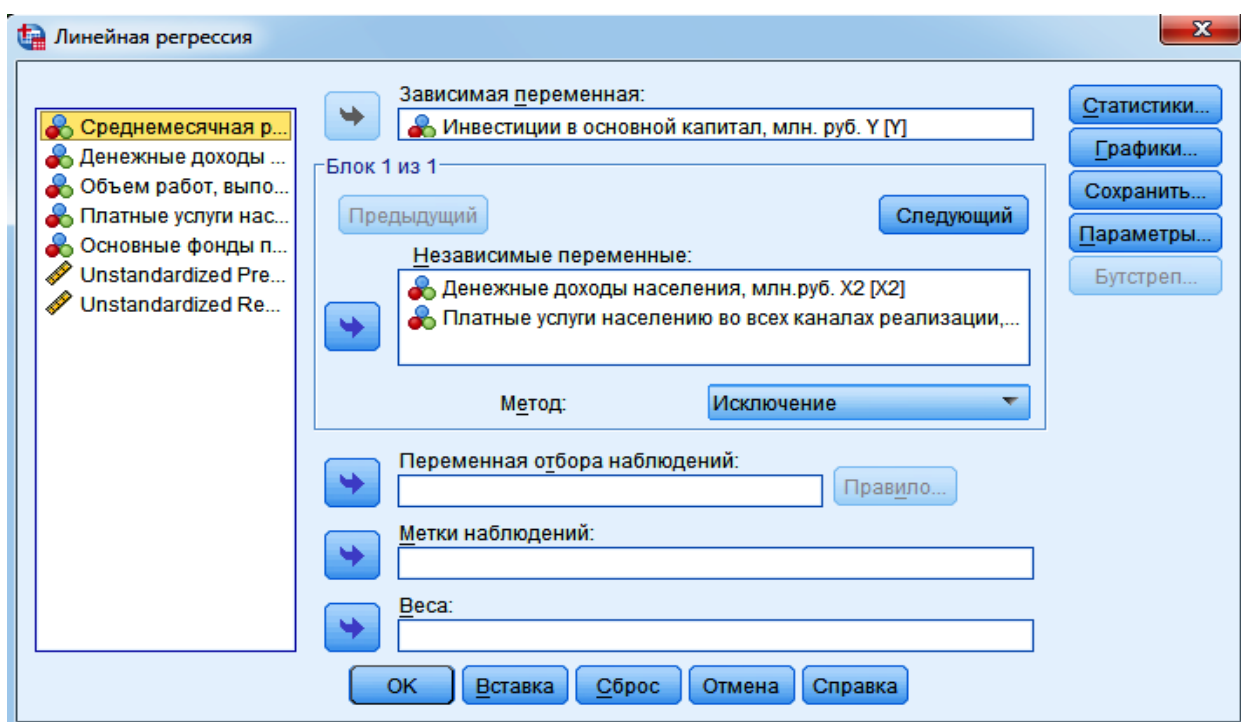 Линейная регрессия
Среднемесячная р...
Денежные доходы ...
Объем работ, выпо...
Платные услуги нас...
Основные фонды п...
Unstandardized Pre...
Unstandardized Re...
Зависимая переменная:
Инвестиции в основной капитал, млн. руб. Y [Y]
Блок 1 из 1
Предыдущий
Следующий
Независимые переменные:
Денежные доходы населения, млн.руб. X2 [X2]
Платные услуги населению во всех каналах реализации,...
Метод:
Исключение
Переменная отбора наблюдений:
Правило...
Метки наблюдений:
Веса:
Статистики...
Графики...
Сохранить...
Параметры...
Бутстреп...
OK
Вставка
Сброс
Отмена
Справка